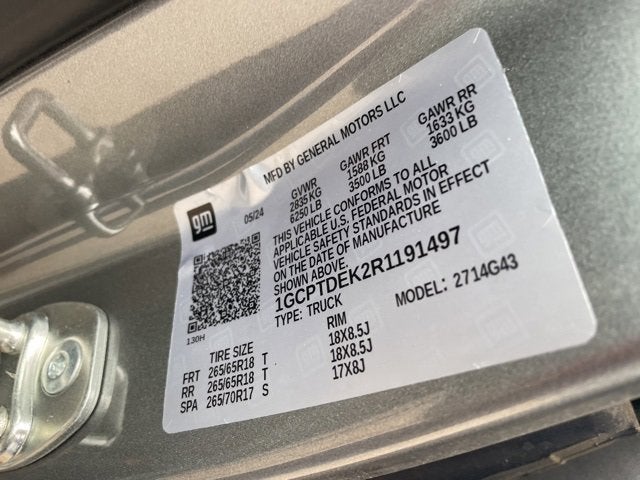 gm
05/24
MFD BY GENERAL MOTORS LLC
GVWR GAWR FRT GAWR RR
2835 KG 1588 KG 1633 KG
6250 LB 3500 LB 3600 LB
THIS VEHICLE CONFORMS TO ALL
APPLICABLE U.S. FEDERAL MOTOR
VEHICLE SAFETY STANDARDS IN EFFECT
ON THE DATE OF MANUFACTURE
SHOWN ABOVE.
1GCPTDEK2R1191497
TYPE: TRUCK MODEL: 2714G43
130H
TIRE SIZE RIM
FRT 265/65R18 T 18X8.5J
RR 265/65R18 T 18X8.5J
SPA 265/70R17 S 17X8J